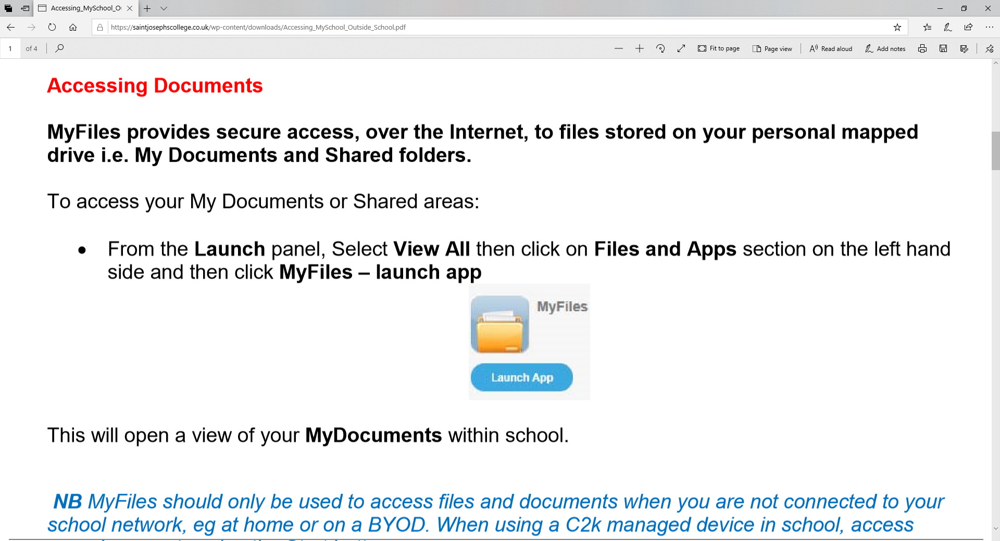 Accessing_MySchool_O
https://saintjosephscollege.co.uk/wp-content/downloads/Accessing_MySchool_Outside_School.pdf
1 of 4 Fit to page Page view Read aloud Add notes
Accessing Documents
MyFiles provides secure access, over the Internet, to files stored on your personal mapped
drive i.e. My Documents and Shared folders.
To access your My Documents or Shared areas:
• From the Launch panel, Select View All then click on Files and Apps section on the left hand
side and then click MyFiles – launch app
MyFiles
Launch App
This will open a view of your MyDocuments within school.
NB MyFiles should only be used to access files and documents when you are not connected to your
school network, eg at home or on a BYOD. When using a C2k managed device in school, access